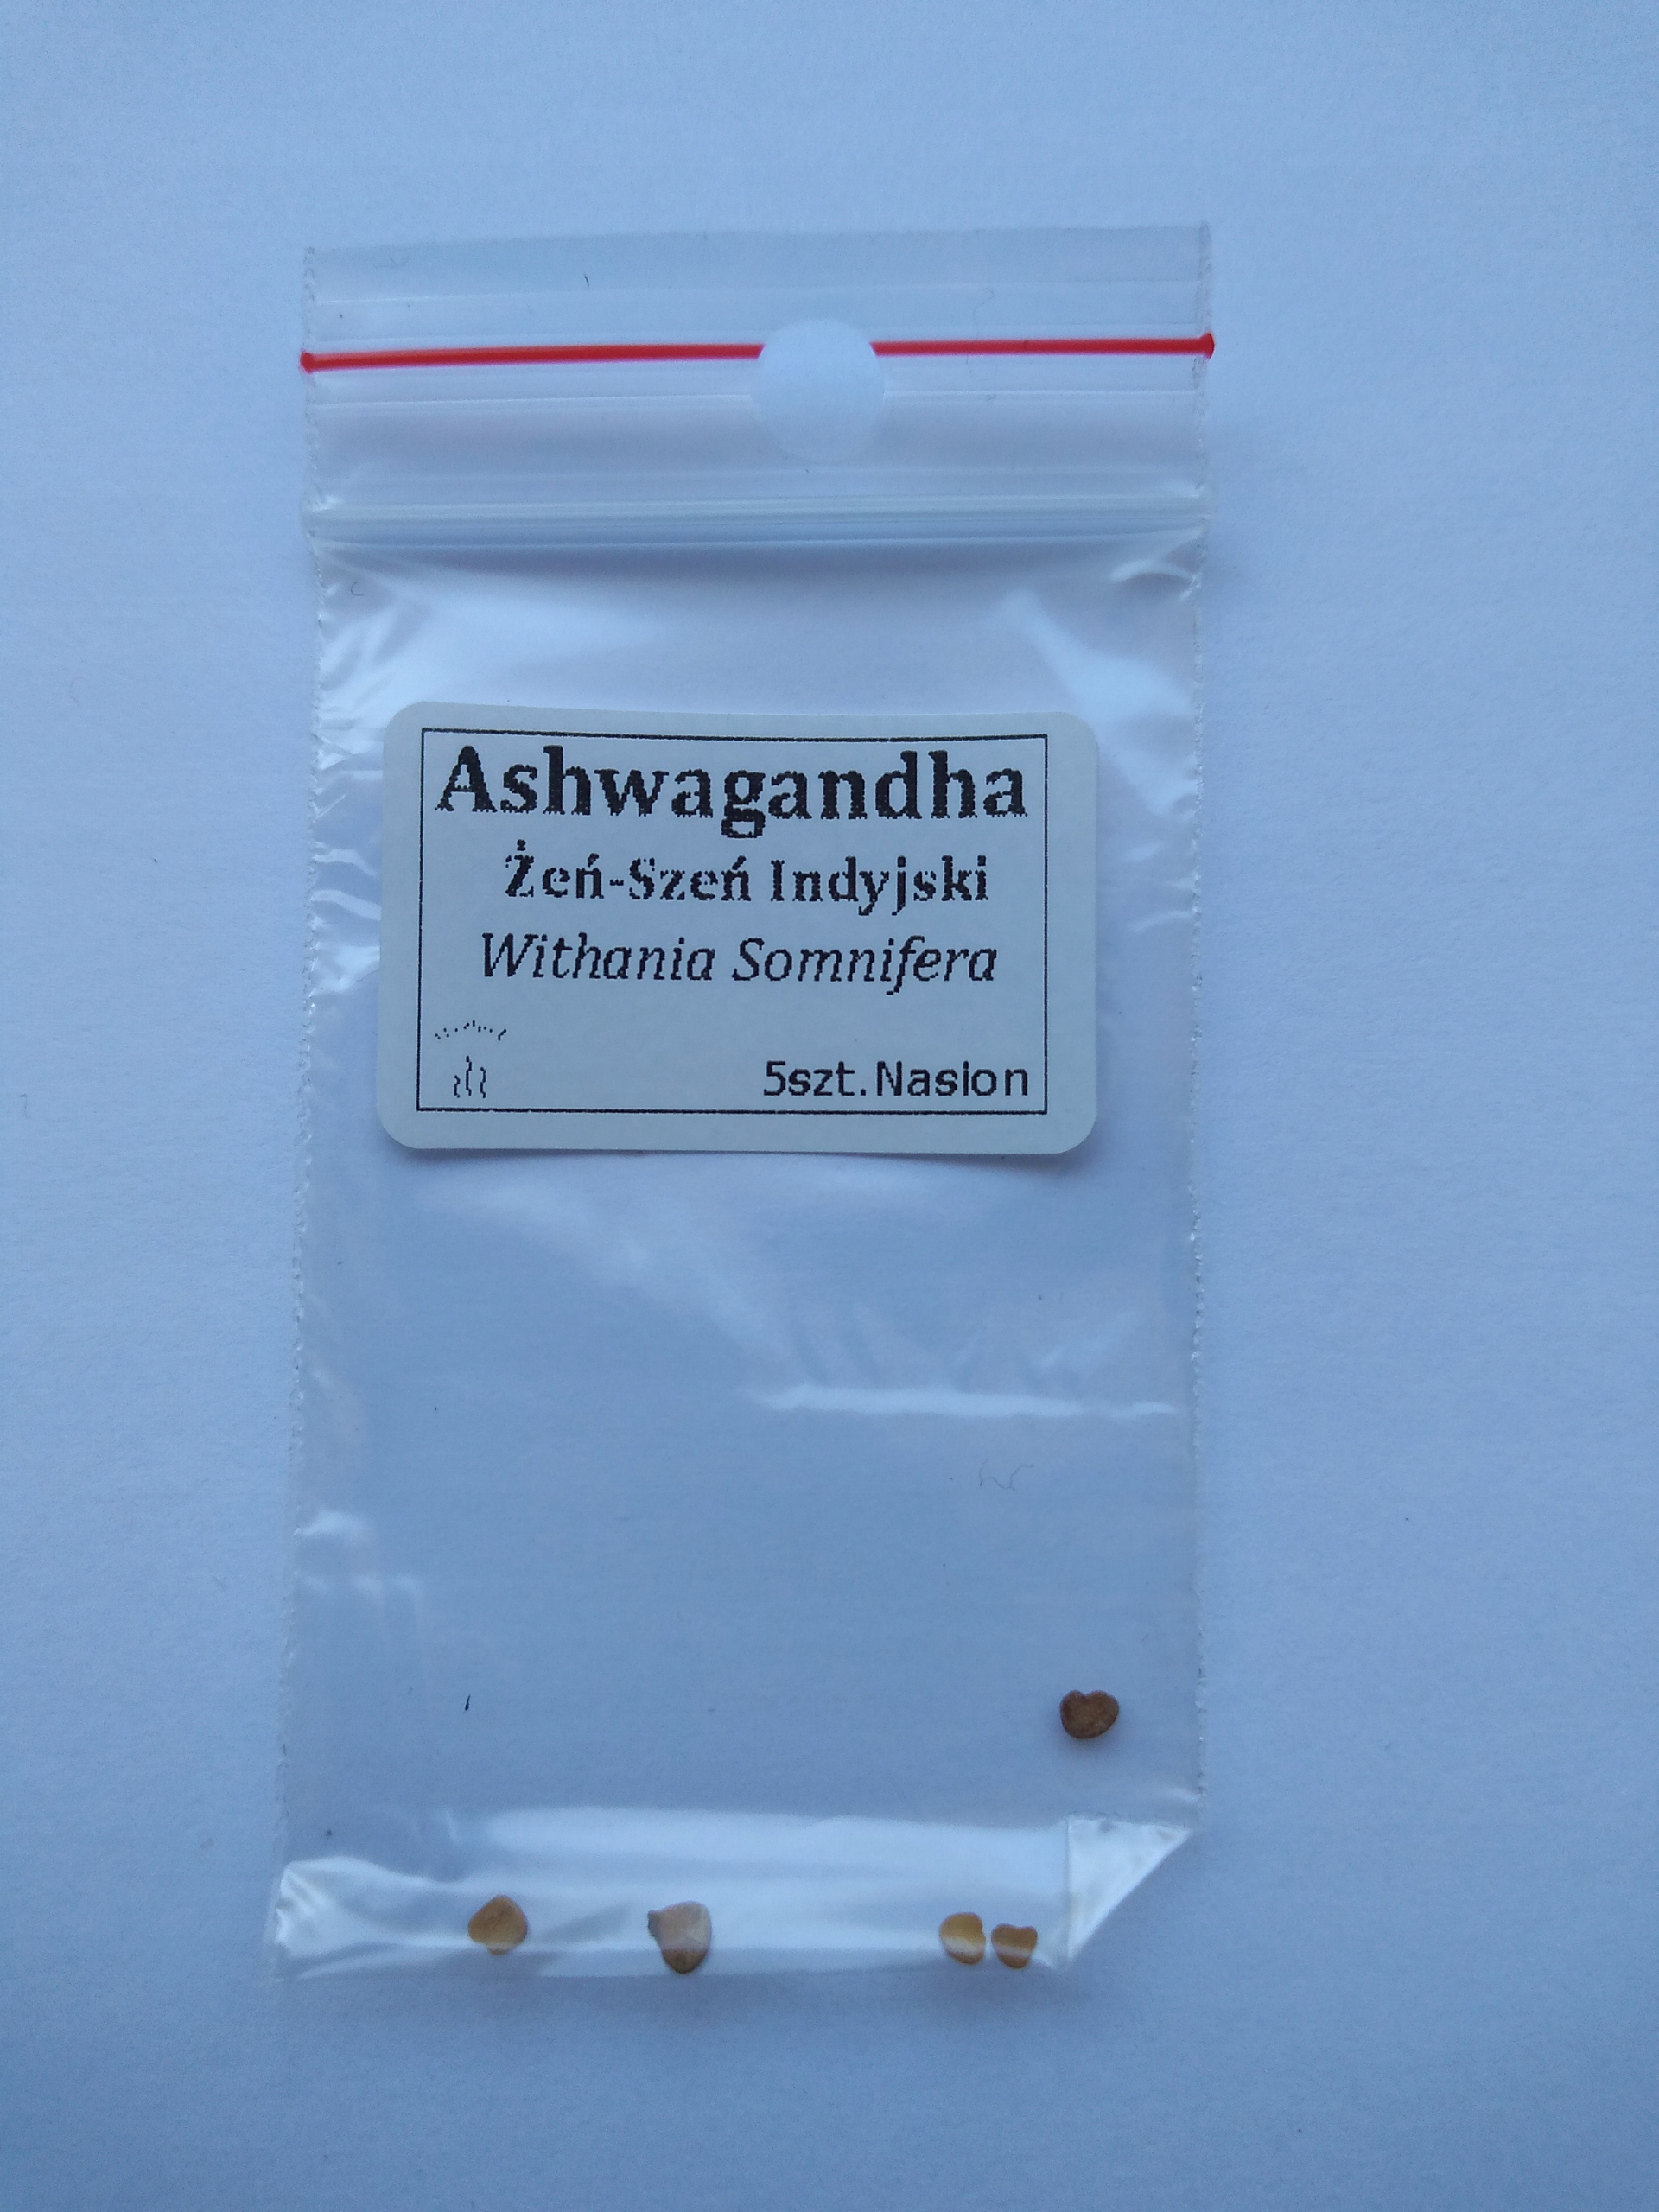 Ashwagandha
Żeń-Szeń Indyjski
Withania Somnifera
5szt. Nasion